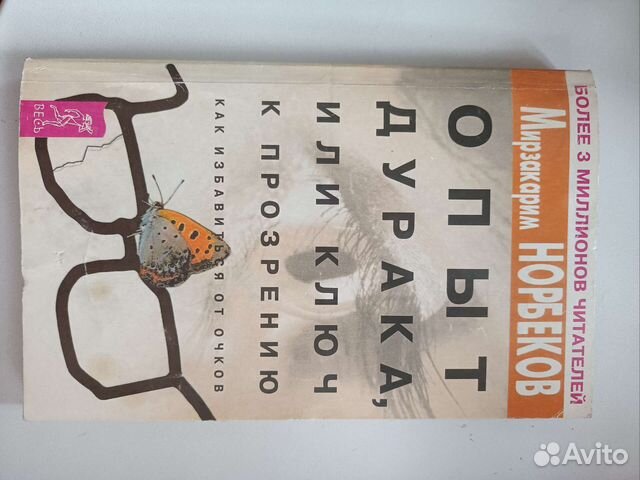 БОЛЕЕ 3 МИЛЛИОНОВ ЧИТАТЕЛЕЙ
Мирзакарим НОРБЕКОВ
ОПЫТ
ДУРАКА,
ИЛИ КЛЮЧ
К ПРОЗРЕНИЮ
КАК ИЗБАВИТЬСЯ ОТ ОЧКОВ
ВЕСЬ
Avito